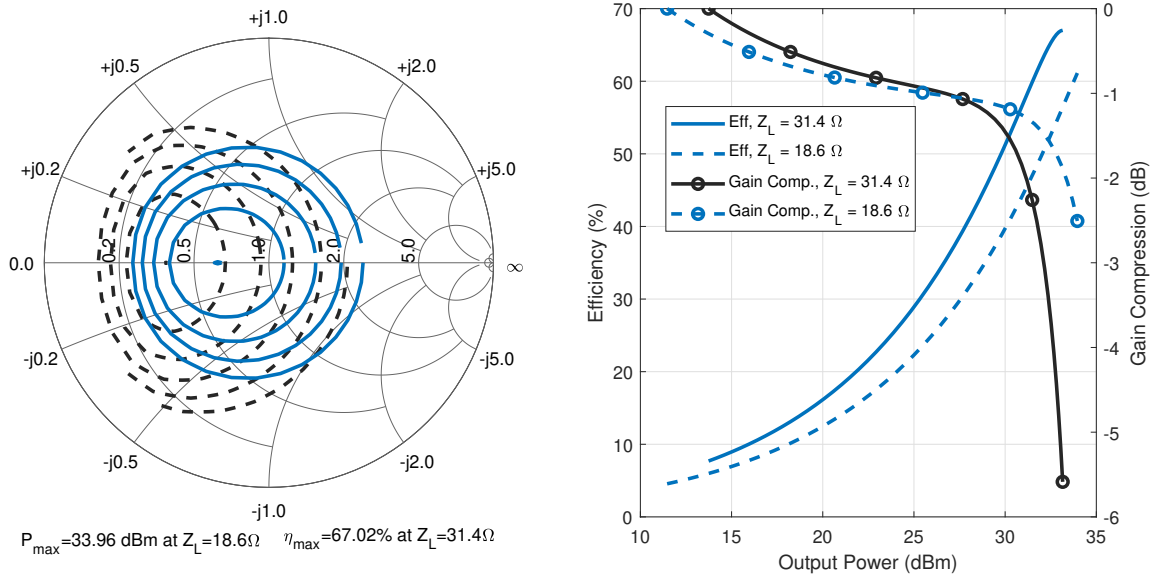 +j1.0
+j0.5
+j2.0
+j0.2
+j5.0
0.0
0.2
0.5
1.0
2.0
5.0
∞
-j0.2
-j5.0
-j0.5
-j2.0
-j1.0
P_max=33.96 dBm at Z_L=18.6Ω
η_max=67.02% at Z_L=31.4Ω
70
60
50
40
30
20
10
0
Efficiency (%)
Eff, Z_L = 31.4 Ω
Eff, Z_L = 18.6 Ω
Gain Comp., Z_L = 31.4 Ω
Gain Comp., Z_L = 18.6 Ω
0
-1
-2
-3
-4
-5
-6
Gain Compression (dB)
10 15 20 25 30 35
Output Power (dBm)